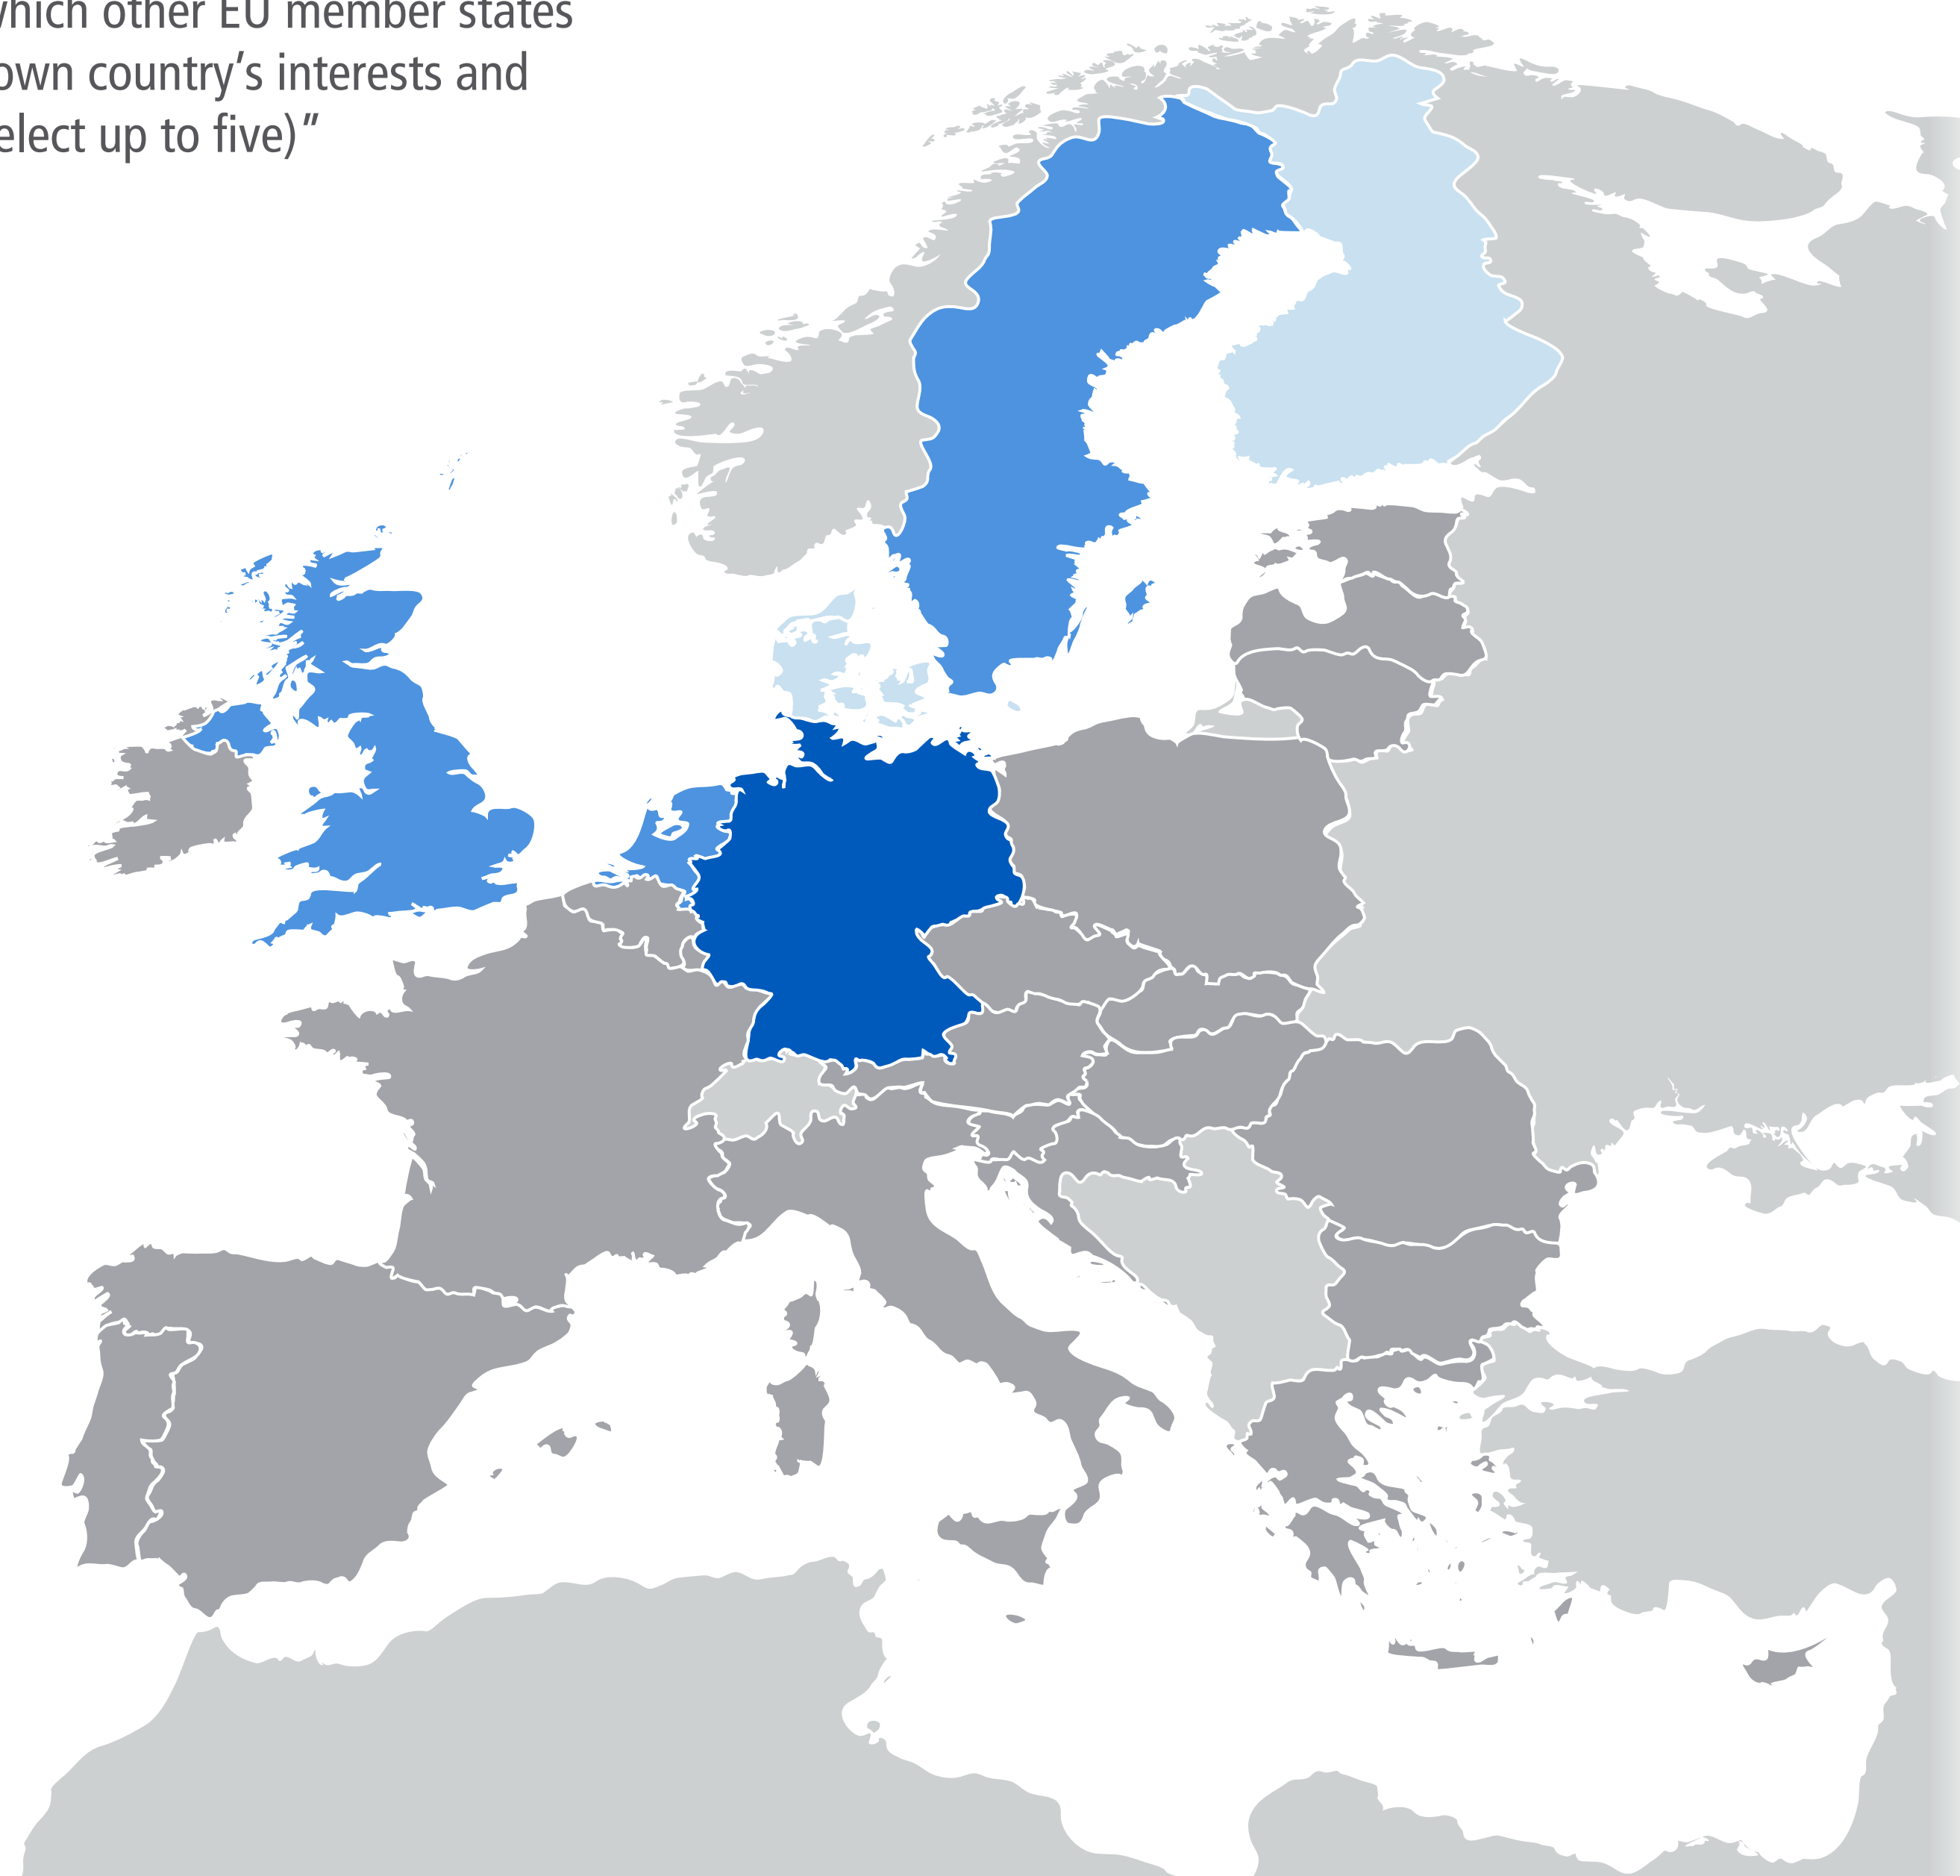 hich other EU member states
own country’s interests and
elect up to five)”